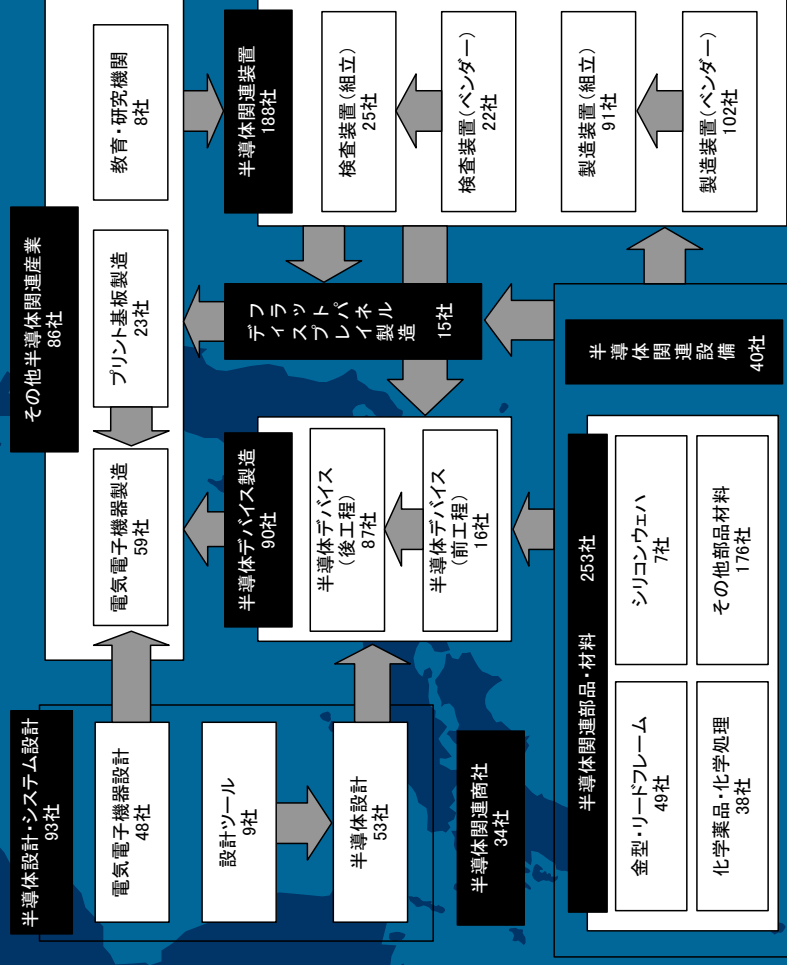 半導体設計・システム設計
93社
電気電子機器設計
48社
設計ツール
9社
半導体設計
53社
半導体関連商社
34社
その他半導体関連産業
86社
電気電子機器製造
59社
プリント基板製造
23社
教育・研究機関
8社
半導体デバイス製造
90社
半導体デバイス
(後工程)
87社
半導体デバイス
(前工程)
16社
フラットパネル
ディスプレイ製造
15社
半導体関連装置
188社
検査装置(組立)
25社
検査装置(ベンダー)
22社
製造装置(組立)
91社
製造装置(ベンダー)
102社
半導体関連部品・材料 253社
金型・リードフレーム
49社
シリコンウェハ
7社
化学薬品・化学処理
38社
その他部品材料
176社
半導体関連設備
40社